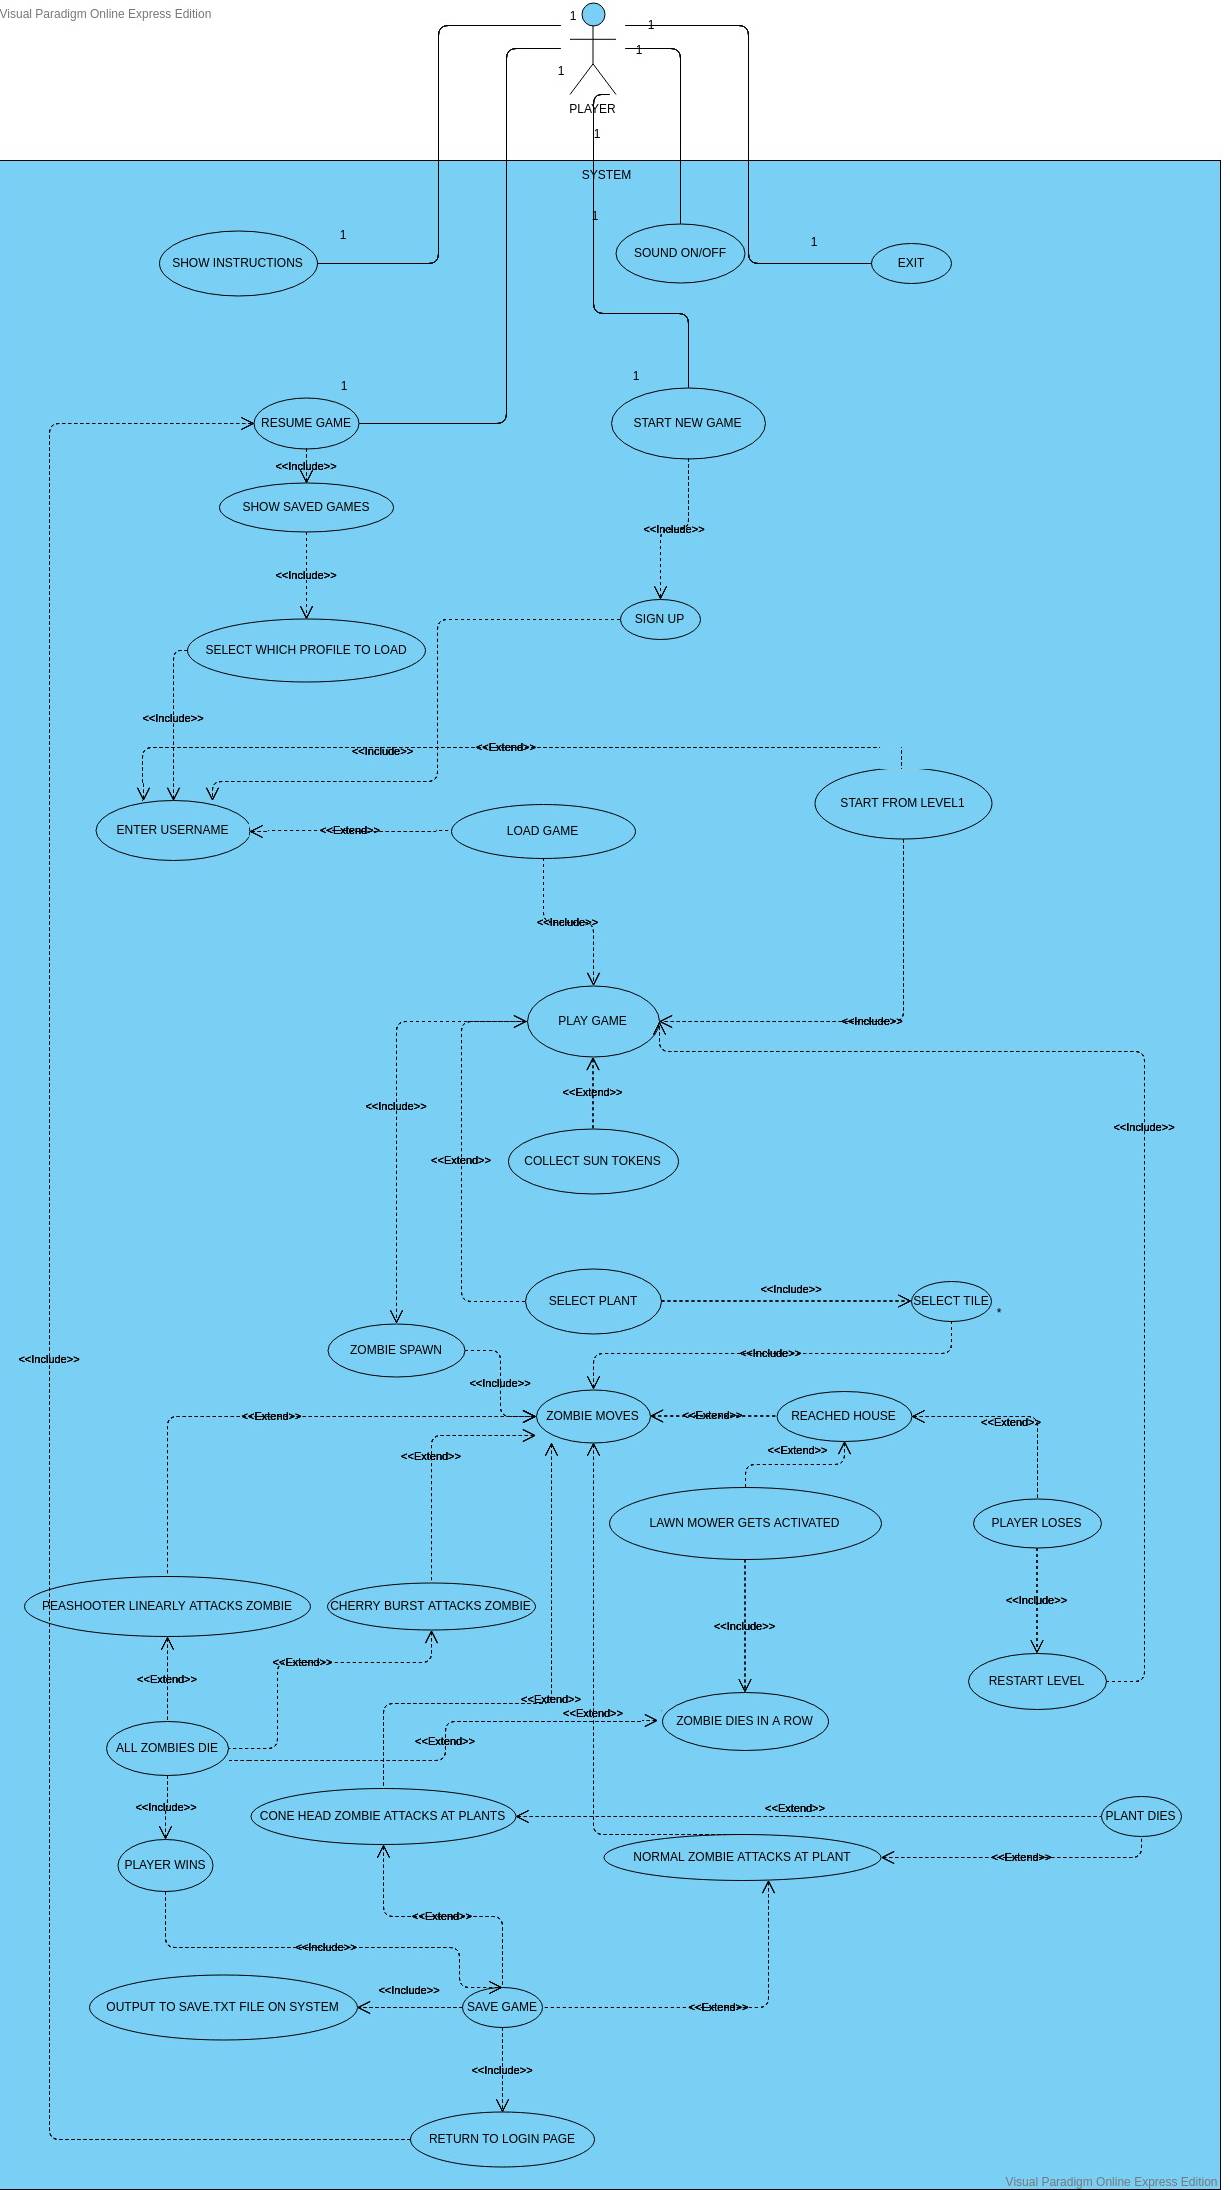 Visual Paradigm Online Express Edition
1
1
1
1
PLAYER
1
SYSTEM
1
1
1
SHOW INSTRUCTIONS
SOUND ON/OFF
EXIT
1
1
RESUME GAME
START NEW GAME
<<Include>>
SHOW SAVED GAMES
<<Include>>
<<Include>>
SIGN UP
SELECT WHICH PROFILE TO LOAD
<<Include>>
<<Include>>
<<Extend>>
START FROM LEVEL1
ENTER USERNAME
<<Extend>>
LOAD GAME
<<Include>>
PLAY GAME
<<Include>>
<<Extend>>
<<Include>>
<<Include>>
<<Extend>>
COLLECT SUN TOKENS
<<Include>>
SELECT PLANT
SELECT TILE
*
ZOMBIE SPAWN
<<Include>>
<<Include>>
<<Include>>
<<Extend>>
ZOMBIE MOVES
<<Extend>>
REACHED HOUSE
<<Extend>>
<<Extend>>
<<Extend>>
LAWN MOWER GETS ACTIVATED
PLAYER LOSES
PEASHOOTER LINEARLY ATTACKS ZOMBIE
CHERRY BURST ATTACKS ZOMBIE
<<Include>>
<<Include>>
<<Extend>>
<<Extend>>
RESTART LEVEL
<<Extend>>
<<Extend>>
ZOMBIE DIES IN A ROW
ALL ZOMBIES DIE
<<Extend>>
<<Include>>
CONE HEAD ZOMBIE ATTACKS AT PLANTS
<<Extend>>
PLANT DIES
PLAYER WINS
NORMAL ZOMBIE ATTACKS AT PLANT
<<Extend>>
<<Extend>>
<<Include>>
<<Include>>
OUTPUT TO SAVE.TXT FILE ON SYSTEM
SAVE GAME
<<Extend>>
<<Include>>
RETURN TO LOGIN PAGE
Visual Paradigm Online Express Edition